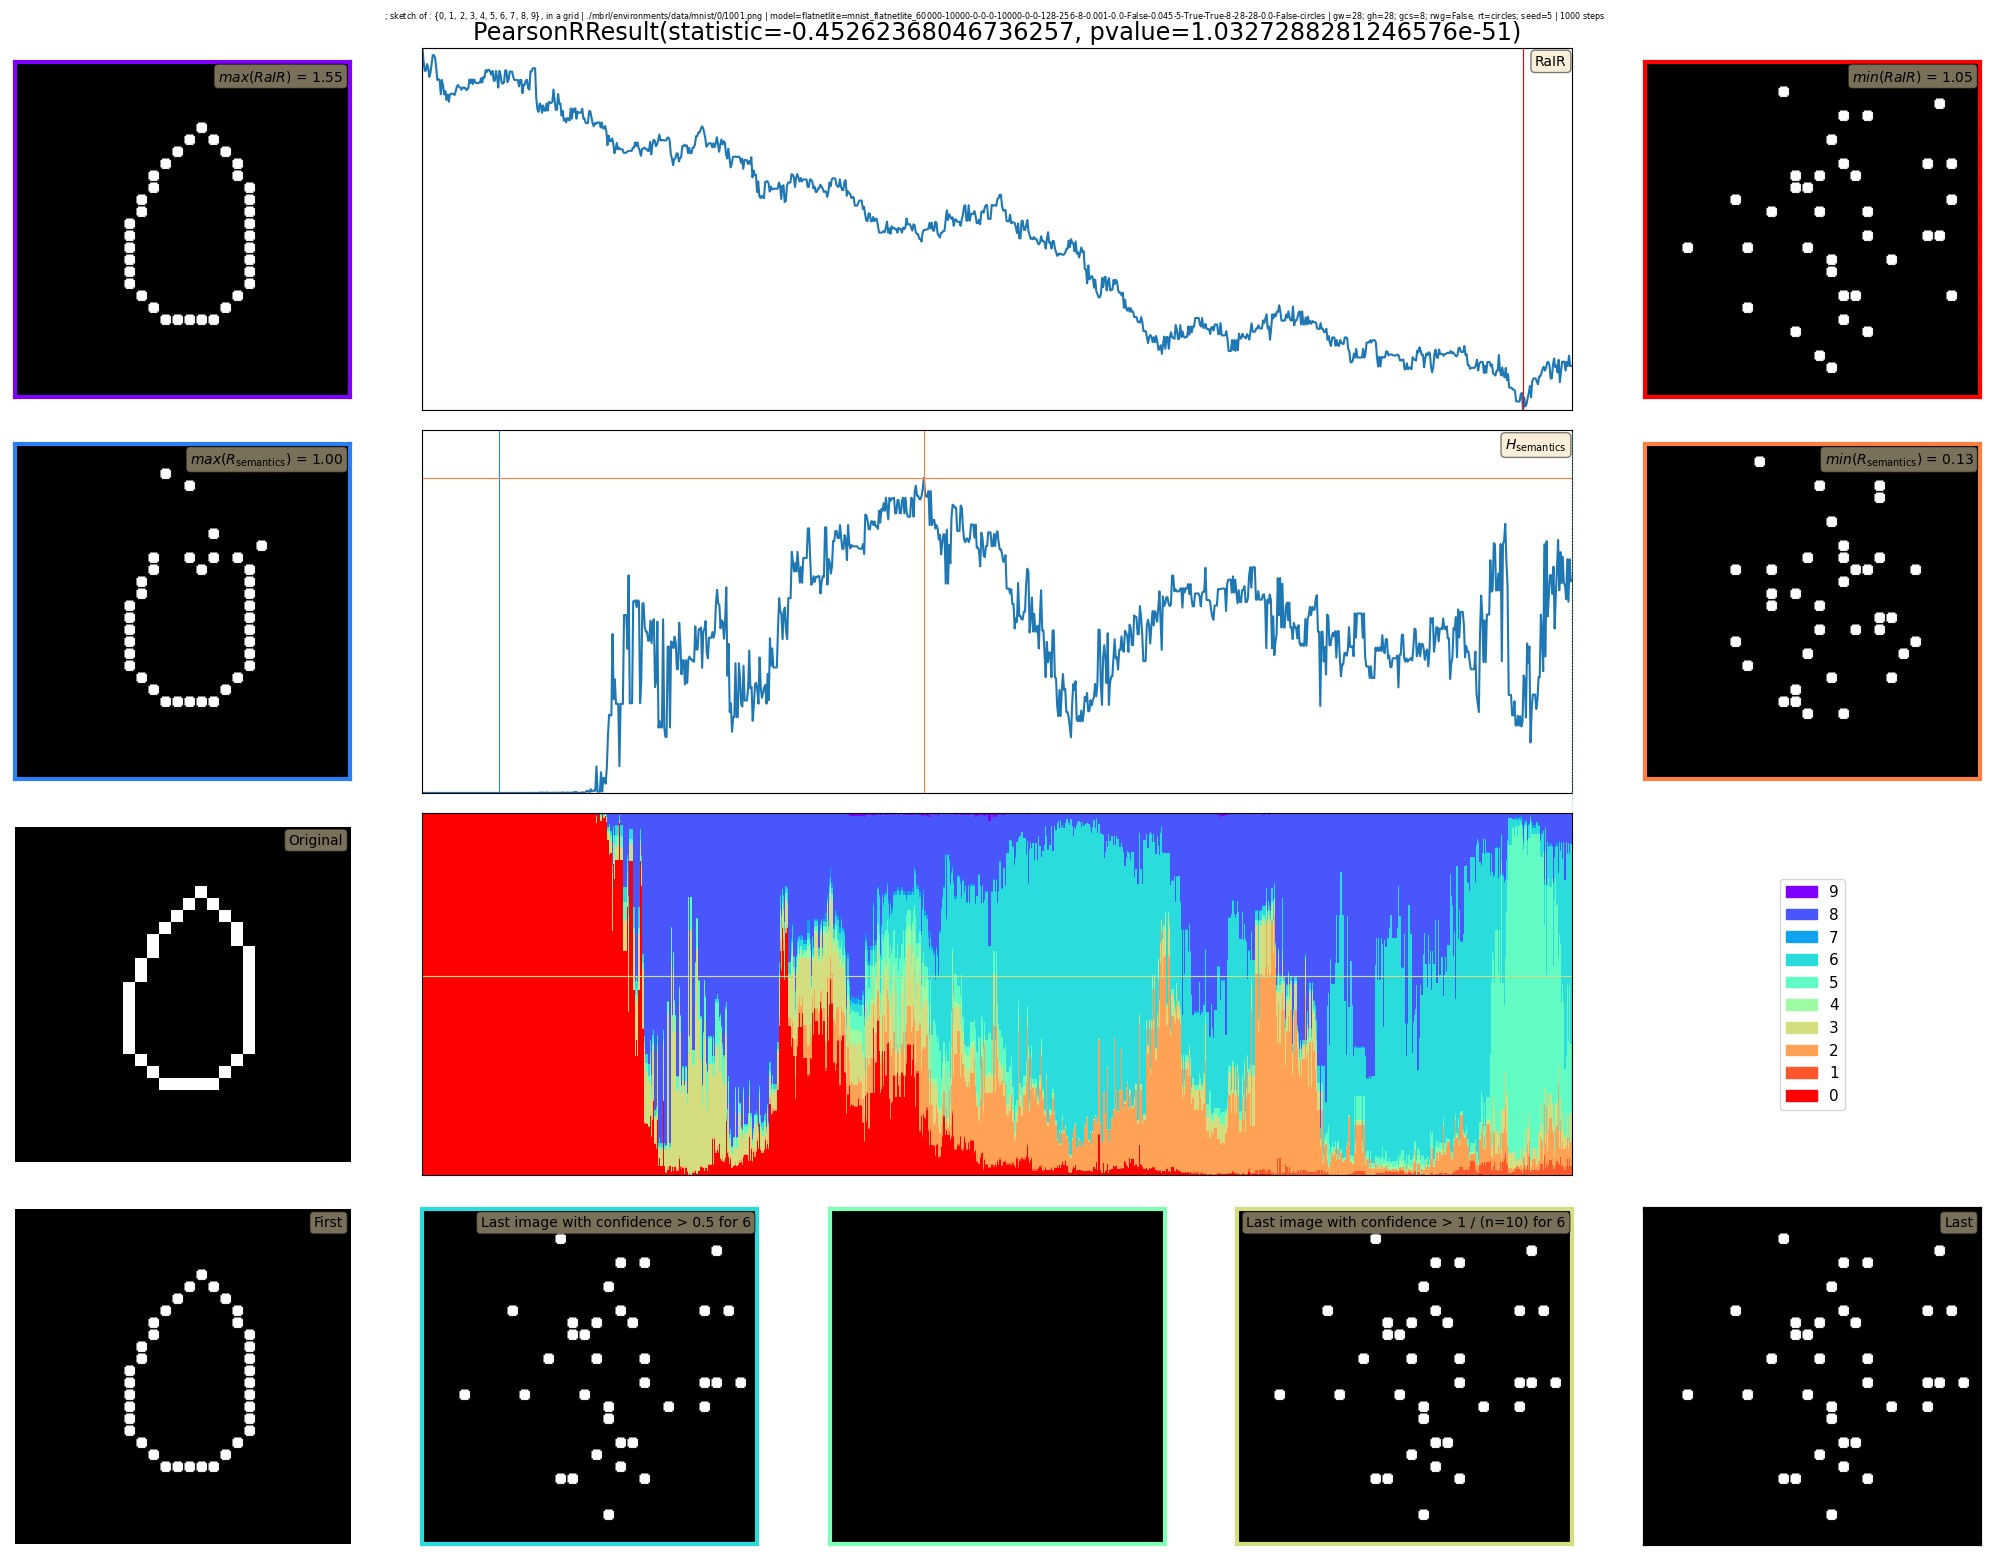 ; sketch of : {0, 1, 2, 3, 4, 5, 6, 7, 8, 9}, in a grid | ./mbrl/environments/data/mnist/0/1001.png | model=flatnetlite=mnist_flatnetlite_60000-10000-0-0-0-10000-0-0-128-256-8-0.001-0.0-False-0.045-5-True-True-8-28-28-0.0-False-circles | gw=28; gh=28; gcs=8; rwg=False, rt=circles; seed=5 | 1000 steps
PearsonRResult(statistic=-0.45262368046736257, pvalue=1.0327288281246576e-51)
max(RaIR) = 1.55
RaIR
min(RaIR) = 1.05
max(Rsemantics) = 1.00
Hsemantics
min(Rsemantics) = 0.13
Original
9
8
7
6
5
4
3
2
1
0
First
Last image with confidence > 0.5 for 6
Last image with confidence > 1 / (n=10) for 6
Last